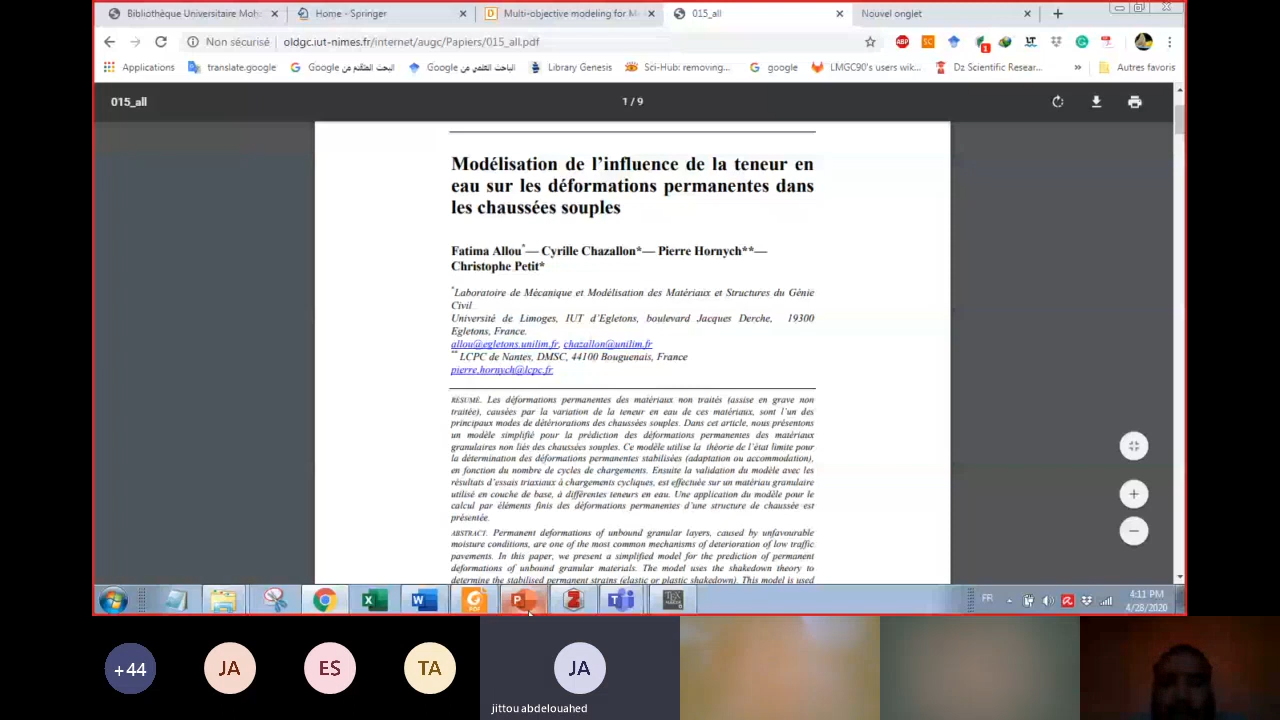 Bibliothèque Universitaire Moh
Home - Springer
Multi-objective modeling for M
015_all
Nouvel onglet
Non sécurisé
oldgc.iut-nimes.fr/internet/augc/Papiers/015_all.pdf
Applications
translate.google
Google البحث المتقدم من
Google الباحث العلمي من
Library Genesis
Sci-Hub: removing...
google
LMGC90's users wik...
Dz Scientific Resear...
»
Autres favoris
015_all
1 / 9
Modélisation de l'influence de la teneur en
eau sur les déformations permanentes dans
les chaussées souples
Fatima Allou*— Cyrille Chazallon*— Pierre Hornych**—
Christophe Petit*
*Laboratoire de Mécanique et Modélisation des Matériaux et Structures du Génie
Civil
Université de Limoges, IUT d'Egletons, boulevard Jacques Derche, 19300
Egletons, France.
allou@egletons.unilim.fr, chazallon@unilim.fr
** LCPC de Nantes, DMSC, 44100 Bouguenais, France
pierre.hornych@lcpc.fr
RÉSUMÉ. Les déformations permanentes des matériaux non traités (assise en grave non
traitée), causées par la variation de la teneur en eau de ces matériaux, sont l'un des
principaux modes de détériorations des chaussées souples. Dans cet article, nous présentons
un modèle simplifié pour la prédiction des déformations permanentes des matériaux
granulaires non liés des chaussées souples. Ce modèle utilise la théorie de l'état limite pour
la détermination des déformations permanentes stabilisées (adaptation ou accommodation),
en fonction du nombre de cycles de chargements. Ensuite la validation du modèle avec les
résultats d'essais triaxiaux à chargements cycliques, est effectuée sur un matériau granulaire
utilisé en couche de base, à différentes teneurs en eau. Une application du modèle pour le
calcul par éléments finis des déformations permanentes d'une structure de chaussée est
présentée.
ABSTRACT. Permanent deformations of unbound granular layers, caused by unfavourable
moisture conditions, are one of the most common mechanisms of deterioration of low traffic
pavements. In this paper, we present a simplified model for the prediction of permanent
deformations of unbound granular materials. The model uses the shakedown theory to
determine the stabilised permanent strains (elastic or plastic shakedown). This model is used
FR
4:11 PM
4/28/2020
+44
JA
ES
TA
JA
jittou abdelouahed